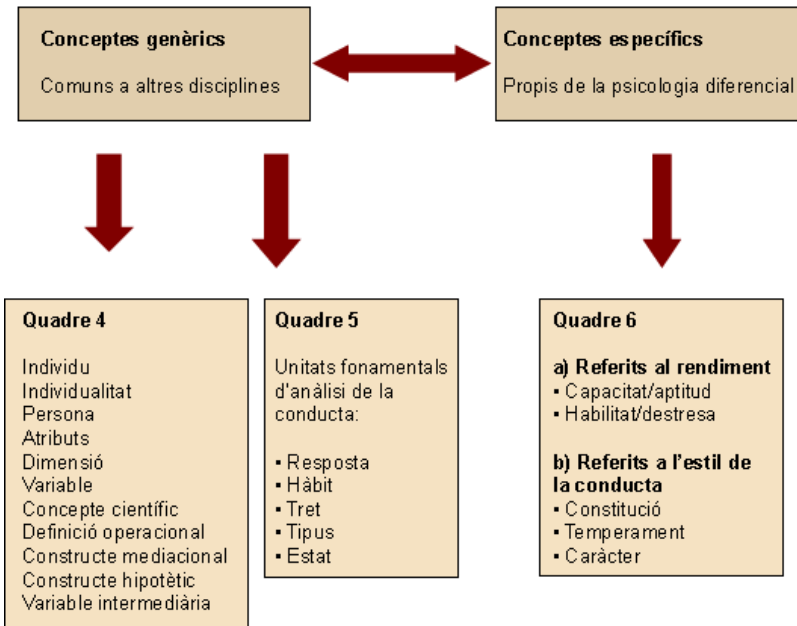 Conceptes genèrics
Comuns a altres disciplines
Conceptes específics
Propis de la psicologia diferencial
Quadre 4
Individu
Individualitat
Persona
Atributs
Dimensió
Variable
Concepte científic
Definició operacional
Constructe mediacional
Constructe hipotètic
Variable intermediària
Quadre 5
Unitats fonamentals
d'anàlisi de la
conducta:
▪ Resposta
▪ Hàbit
▪ Tret
▪ Tipus
▪ Estat
Quadre 6
a) Referits al rendiment
▪ Capacitat/aptitud
▪ Habilitat/destresa
b) Referits a l'estil de
la conducta
▪ Constitució
▪ Temperament
▪ Caràcter